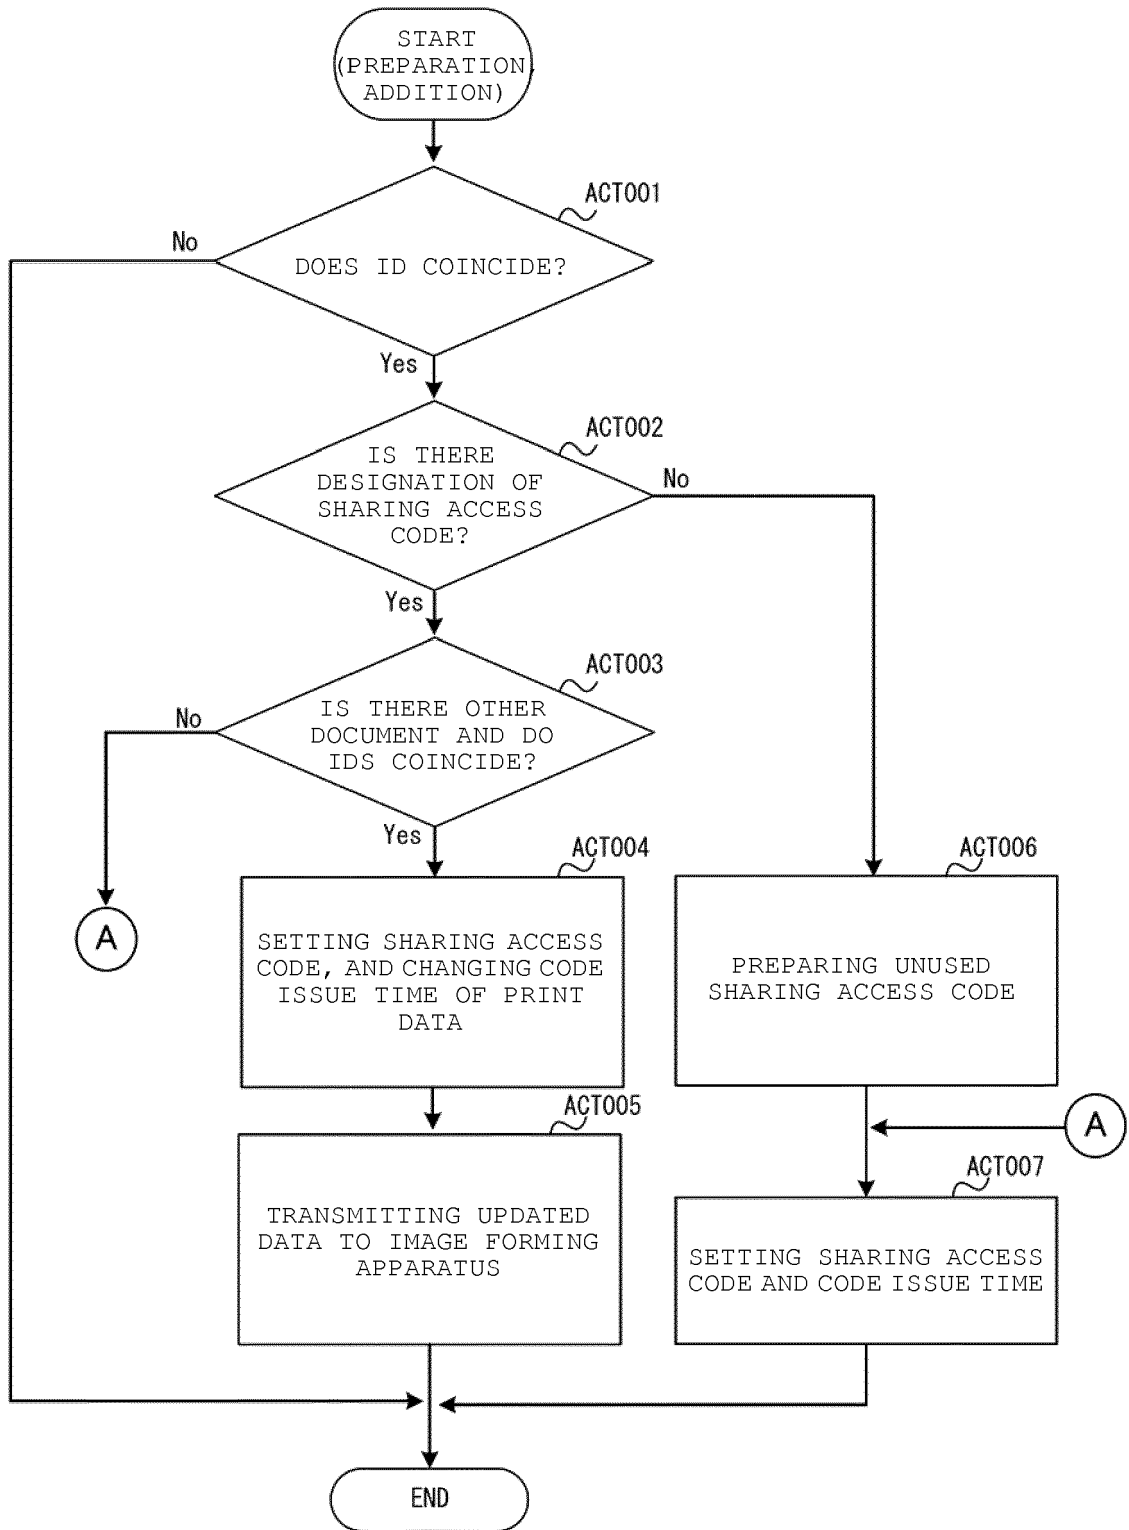 START
(PREPARATION,
ADDITION)
ACT001
No
DOES ID COINCIDE?
Yes
ACT002
IS THERE
DESIGNATION OF
SHARING ACCESS
CODE?
No
Yes
ACT003
No
IS THERE OTHER
DOCUMENT AND DO
IDS COINCIDE?
Yes
ACT004
ACT006
A
SETTING SHARING ACCESS
CODE, AND CHANGING CODE
ISSUE TIME OF PRINT
DATA
PREPARING UNUSED
SHARING ACCESS CODE
ACT005
A
ACT007
TRANSMITTING UPDATED
DATA TO IMAGE FORMING
APPARATUS
SETTING SHARING ACCESS
CODE AND CODE ISSUE TIME
END